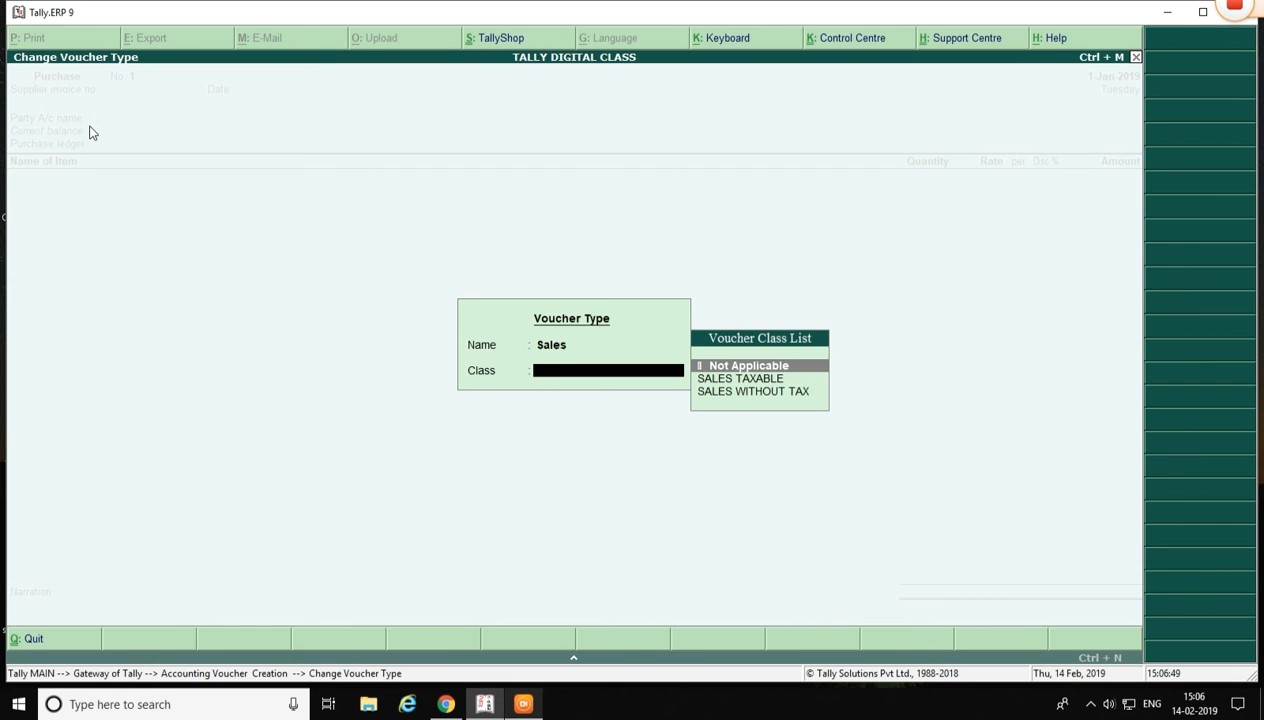 Tally.ERP 9
P: Print E: Export M: E-Mail O: Upload S: TallyShop G: Language K: Keyboard K: Control Centre H: Support Centre H: Help
Change Voucher Type TALLY DIGITAL CLASS Ctrl + M
Purchase No. 1 1-Jan-2019
Supplier invoice no. Date Tuesday
Party A/c name :
Current balance
Purchase ledger
Name of Item Quantity Rate per Disc % Amount
Voucher Type
Name : Sales
Class :
Voucher Class List
Not Applicable
SALES TAXABLE
SALES WITHOUT TAX
Narration:
Q: Quit
Ctrl + N
Tally MAIN --> Gateway of Tally --> Accounting Voucher Creation --> Change Voucher Type © Tally Solutions Pvt Ltd., 1988-2018 Thu, 14 Feb, 2019 15:06:49
Type here to search
15:06
14-02-2019